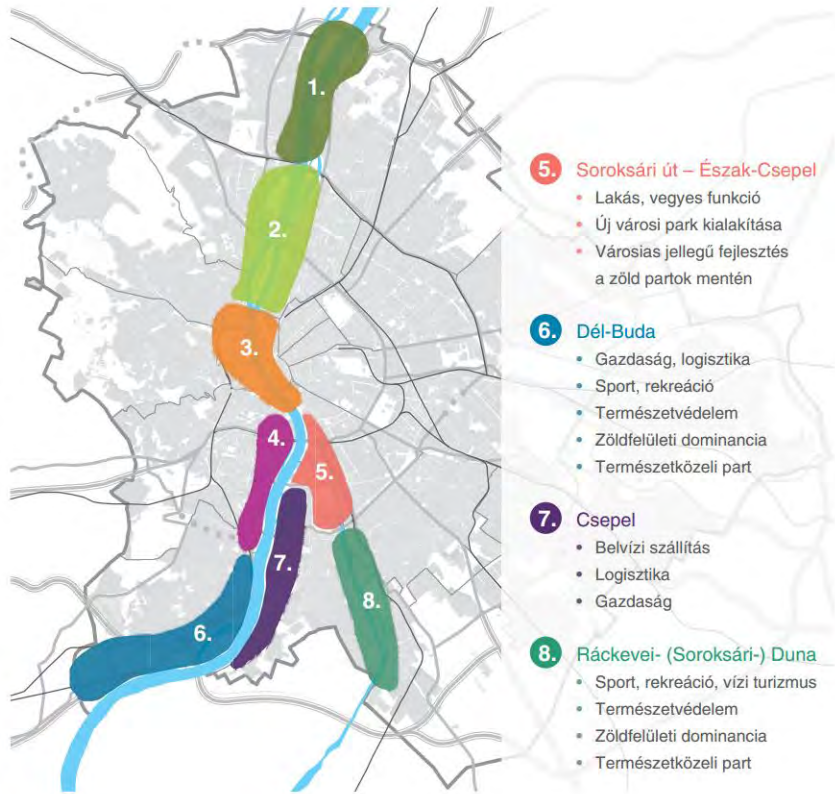 1.
2.
3.
4.
5.
6.
7.
8.
5. Soroksári út – Észak-Csepel
• Lakás, vegyes funkció
• Új városi park kialakítása
• Városias jellegű fejlesztés
a zöld partok mentén
6. Dél-Buda
• Gazdaság, logisztika
• Sport, rekreáció
• Természetvédelem
• Zöldfelületi dominancia
• Természetközeli part
7. Csepel
• Belvízi szállítás
• Logisztika
• Gazdaság
8. Ráckevei- (Soroksári-) Duna
• Sport, rekreáció, vízi turizmus
• Természetvédelem
• Zöldfelületi dominancia
• Természetközeli part